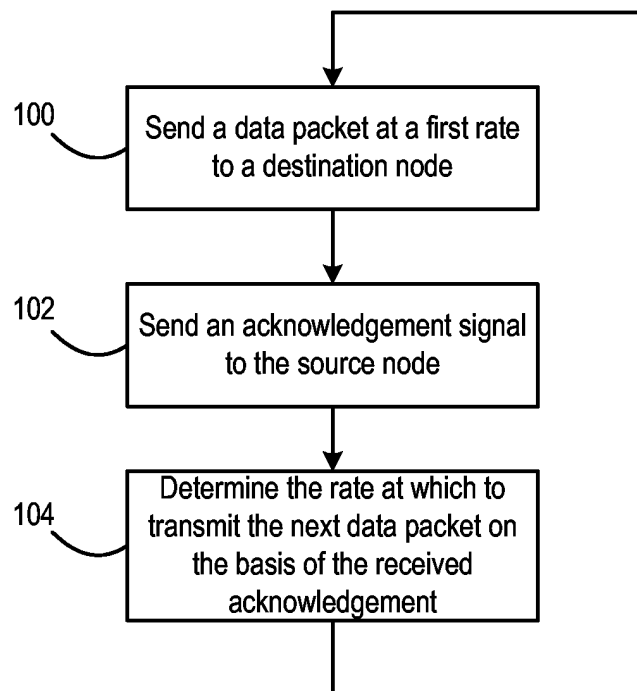 100
Send a data packet at a first rate
to a destination node
102
Send an acknowledgement signal
to the source node
104
Determine the rate at which to
transmit the next data packet on
the basis of the received
acknowledgement